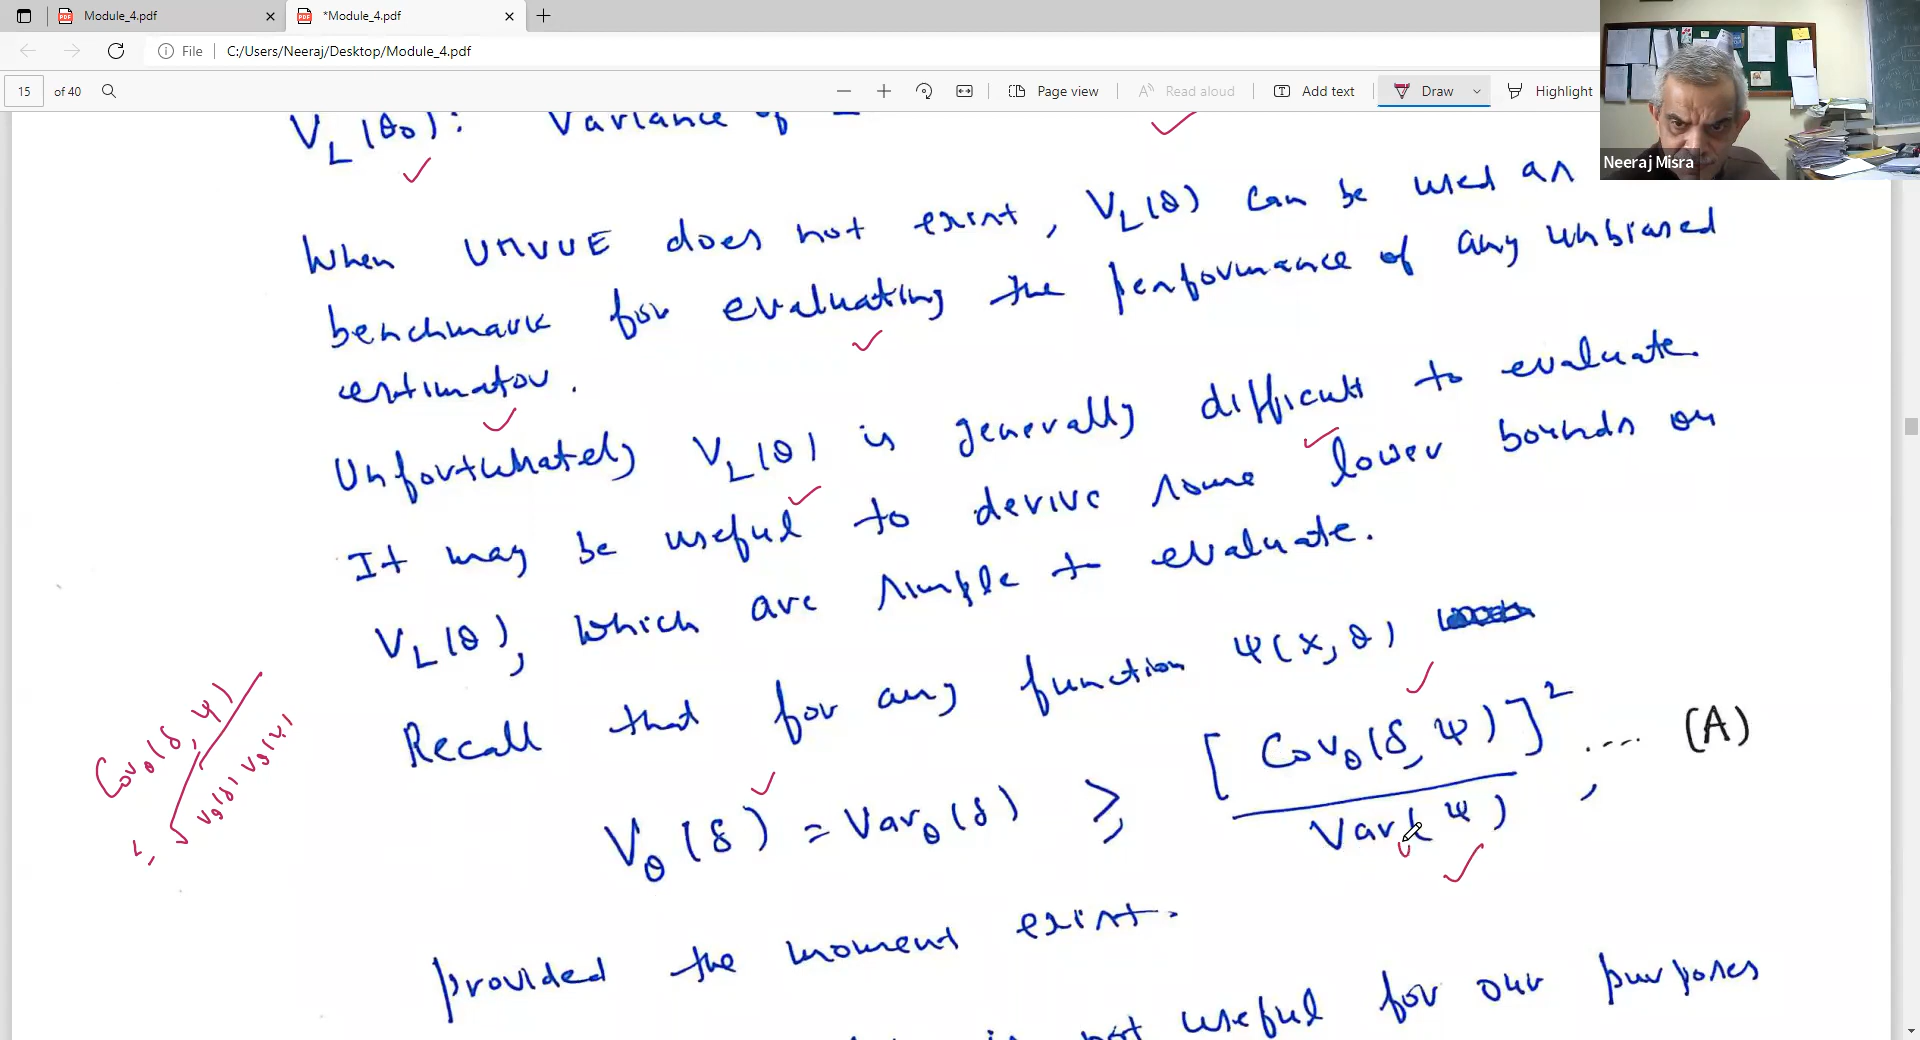 Module_4.pdf
*Module_4.pdf
File C:/Users/Neeraj/Desktop/Module_4.pdf
15 of 40
Page view
Read aloud
Add text
Draw
Highlight
Neeraj Misra
V_L(θ₀): Variance of
When UMVUE does not exist, V_L(θ) can be used as
benchmark for evaluating the performance of any unbiased
estimator.
Unfortunately V_L(θ) is generally difficult to evaluate.
It may be useful to derive some lower bounds on
V_L(θ), which are simple to evaluate.
Recall that for any function ψ(x, θ)
V_θ(δ) = Var_θ(δ) ≥ [Cov_θ(δ, ψ)]² / Var(ψ), .... (A)
Cov_θ(δ, ψ)
≤ √V_θ(δ) V_θ(ψ)
provided the moment exist.
is not useful for our purposes